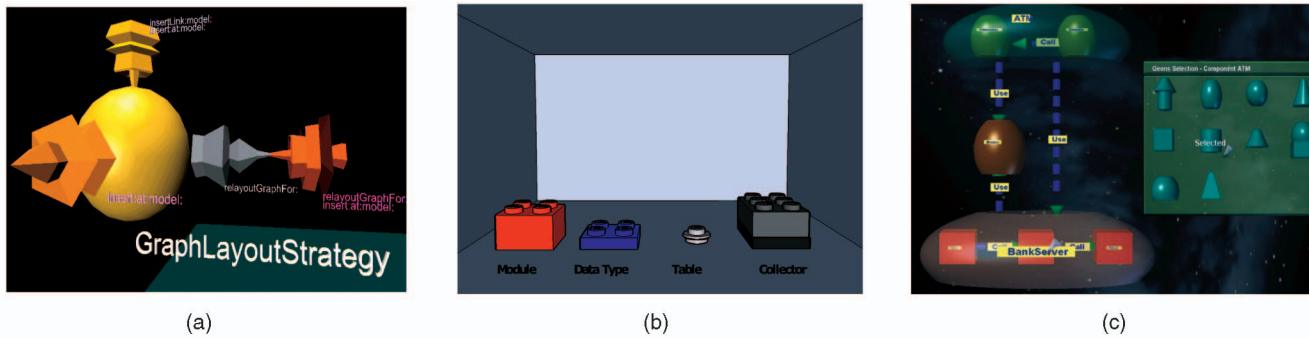 insertLink:model:
insert:at:model:
insert:at:model:
relayoutGraphFor:
relayoutGraphFor:
insert:at:model:
GraphLayoutStrategy
(a)
Module Data Type Table Collector
(b)
ATM
Call
Use
Use
Use
Call
Call
BankServer
Geons Selection - Component ATM
Selected
(c)